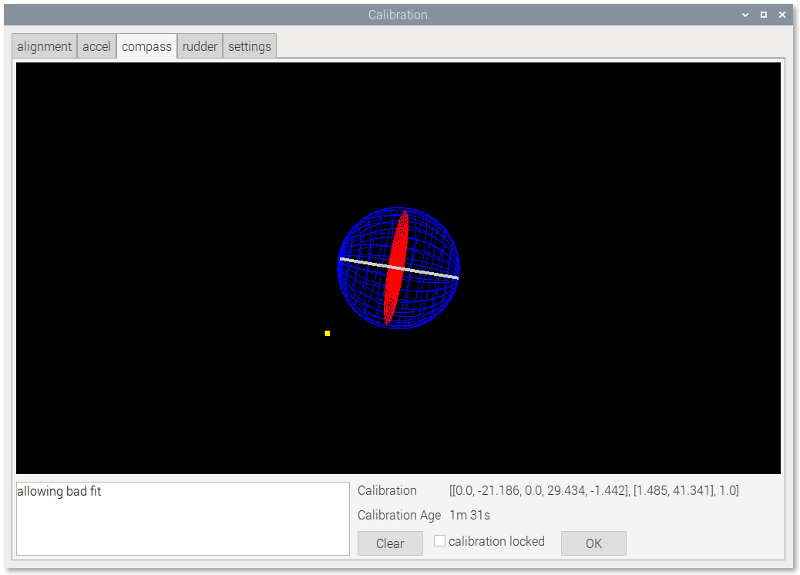 Calibration
alignment accel compass rudder settings
allowing bad fit
Calibration [[0.0, -21.186, 0.0, 29.434, -1.442], [1.485, 41.341], 1.0]
Calibration Age 1m 31s
Clear calibration locked OK